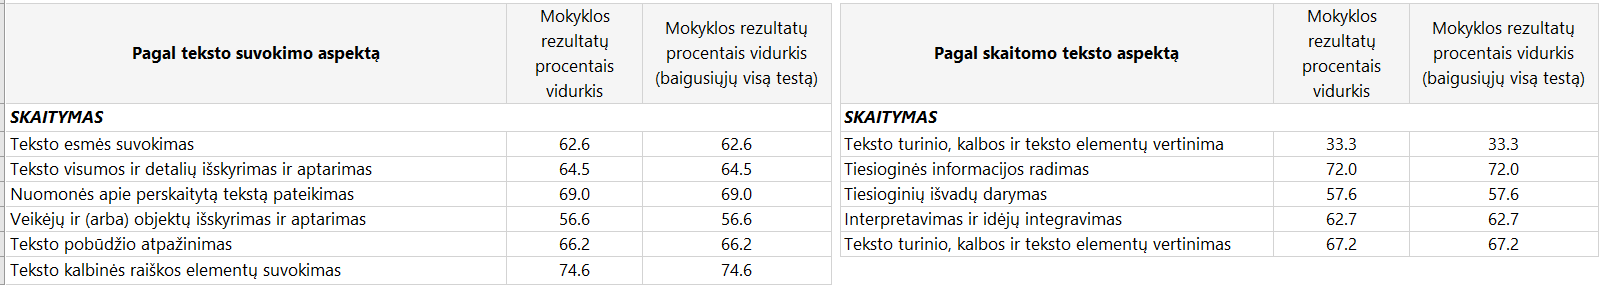 Pagal teksto suvokimo aspektą
Mokyklos
rezultatų
procentais
vidurkis
Mokyklos rezultatų
procentais vidurkis
(baigusiųjų visą testą)
SKAITYMAS
Teksto esmės suvokimas 62.6 62.6
Teksto visumos ir detalių išskyrimas ir aptarimas 64.5 64.5
Nuomonės apie perskaitytą tekstą pateikimas 69.0 69.0
Veikėjų ir (arba) objektų išskyrimas ir aptarimas 56.6 56.6
Teksto pobūdžio atpažinimas 66.2 66.2
Teksto kalbinės raiškos elementų suvokimas 74.6 74.6
Pagal skaitomo teksto aspektą
Mokyklos
rezultatų
procentais
vidurkis
Mokyklos rezultatų
procentais vidurkis
(baigusiųjų visą testą)
SKAITYMAS
Teksto turinio, kalbos ir teksto elementų vertinima 33.3 33.3
Tiesioginės informacijos radimas 72.0 72.0
Tiesioginių išvadų darymas 57.6 57.6
Interpretavimas ir idėjų integravimas 62.7 62.7
Teksto turinio, kalbos ir teksto elementų vertinimas 67.2 67.2